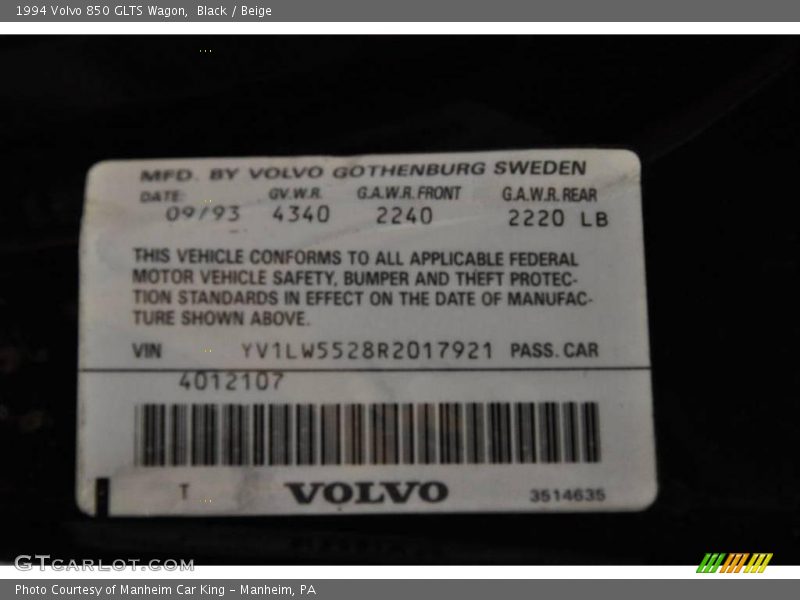 1994 Volvo 850 GLTS Wagon, Black / Beige
MFD. BY VOLVO GOTHENBURG SWEDEN
DATE: GV.W.R. G.A.W.R. FRONT G.A.W.R. REAR
09/93 4340 2240 2220 LB
THIS VEHICLE CONFORMS TO ALL APPLICABLE FEDERAL
MOTOR VEHICLE SAFETY, BUMPER AND THEFT PROTEC-
TION STANDARDS IN EFFECT ON THE DATE OF MANUFAC-
TURE SHOWN ABOVE.
VIN YV1LW5528R2017921 PASS. CAR
4012107
T VOLVO 3514635
GTCARLOT.COM
Photo Courtesy of Manheim Car King - Manheim, PA